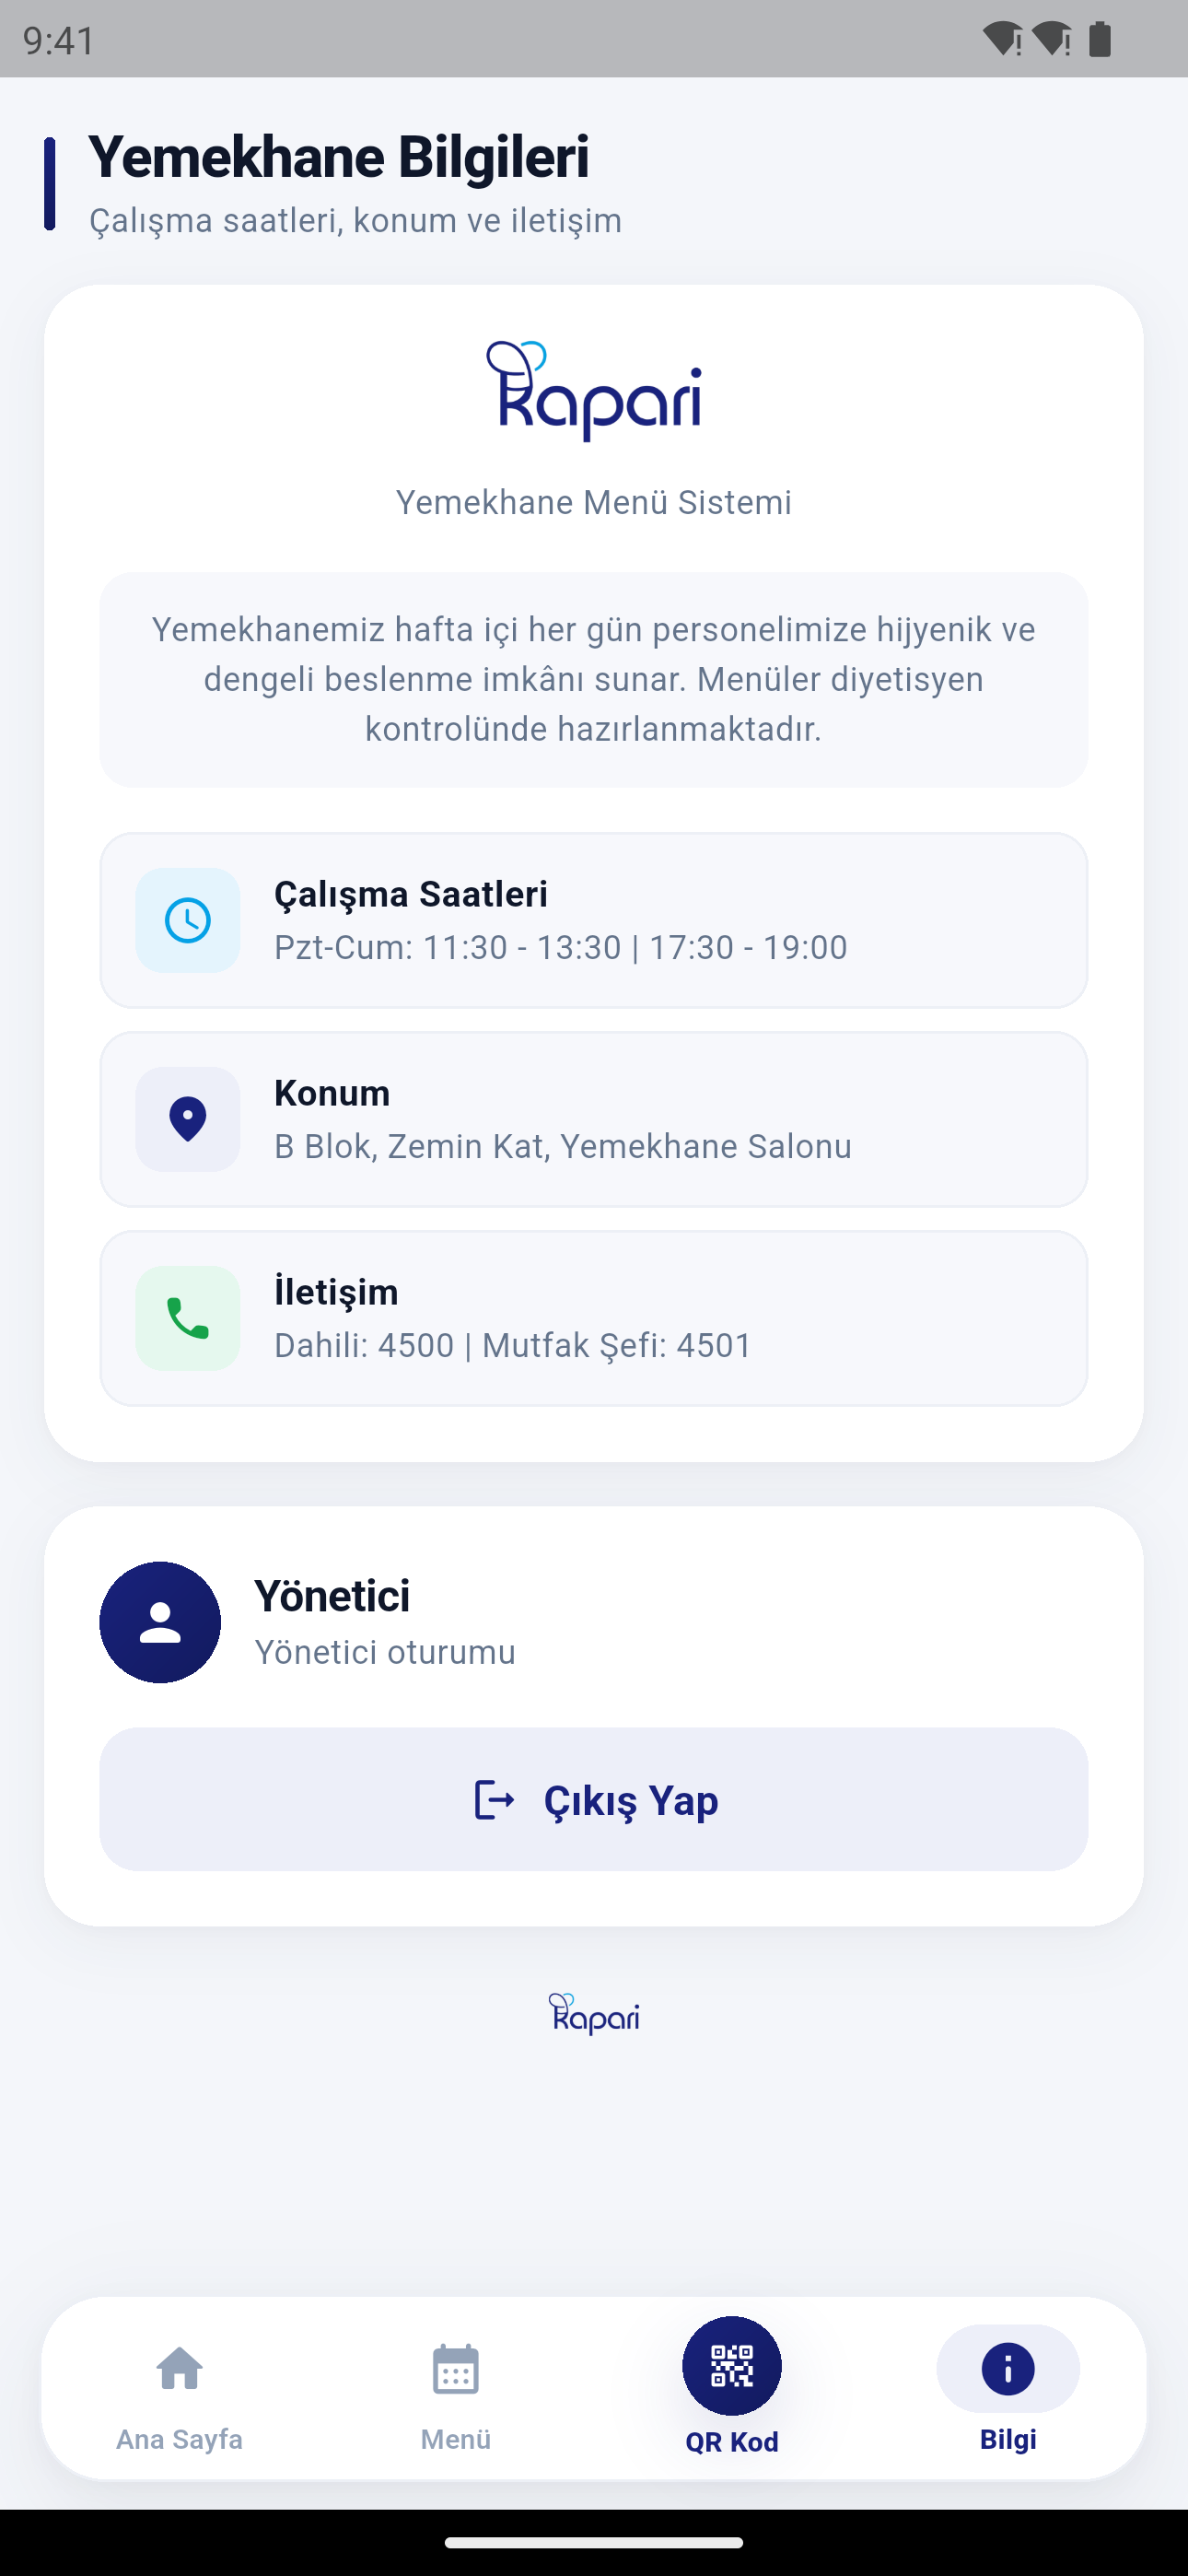 9:41
Yemekhane Bilgileri
Çalışma saatleri, konum ve iletişim
Kapari
Yemekhane Menü Sistemi
Yemekhanemiz hafta içi her gün personelimize hijyenik ve
dengeli beslenme imkânı sunar. Menüler diyetisyen
kontrolünde hazırlanmaktadır.
Çalışma Saatleri
Pzt-Cum: 11:30 - 13:30 | 17:30 - 19:00
Konum
B Blok, Zemin Kat, Yemekhane Salonu
İletişim
Dahili: 4500 | Mutfak Şefi: 4501
Yönetici
Yönetici oturumu
Çıkış Yap
Kapari
Ana Sayfa
Menü
QR Kod
Bilgi